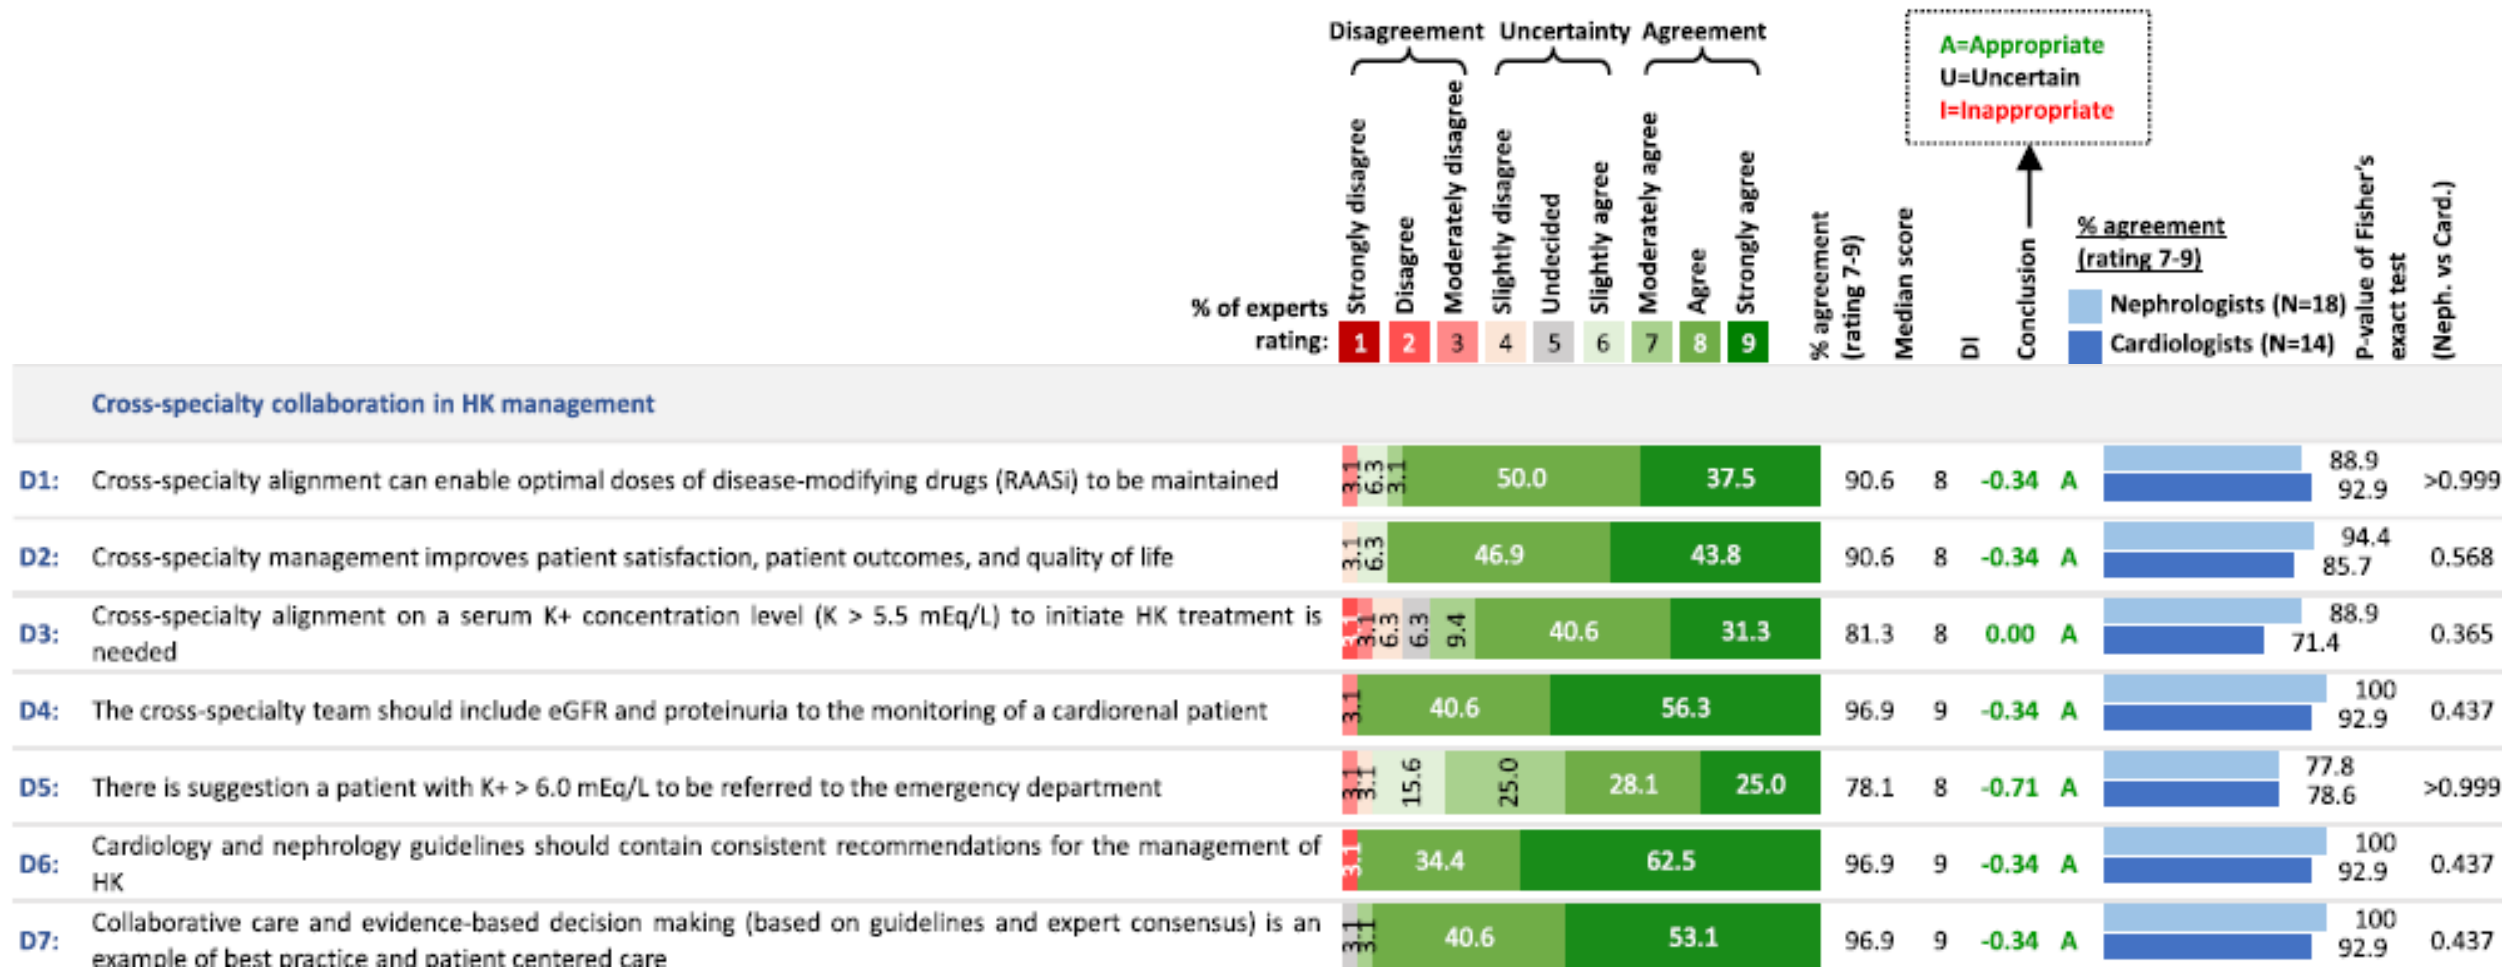 Disagreement Uncertainty Agreement
A=Appropriate
U=Uncertain
I=Inappropriate
Strongly disagree
Disagree
Moderately disagree
Slightly disagree
Undecided
Slightly agree
Moderately agree
Agree
Strongly agree
% agreement
(rating 7-9)
Median score
DI
Conclusion
% agreement
(rating 7-9)
Nephrologists (N=18)
Cardiologists (N=14)
P-value of Fisher's
exact test
(Neph. vs Card.)
% of experts
rating: 1 2 3 4 5 6 7 8 9
Cross-specialty collaboration in HK management
D1: Cross-specialty alignment can enable optimal doses of disease-modifying drugs (RAASi) to be maintained 3.1 6.3 3.1 50.0 37.5 90.6 8 -0.34 A 88.9 92.9 >0.999
D2: Cross-specialty management improves patient satisfaction, patient outcomes, and quality of life 3.1 6.3 46.9 43.8 90.6 8 -0.34 A 94.4 85.7 0.568
D3: Cross-specialty alignment on a serum K+ concentration level (K > 5.5 mEq/L) to initiate HK treatment is
needed 3.1 3.1 6.3 6.3 9.4 40.6 31.3 81.3 8 0.00 A 88.9 71.4 0.365
D4: The cross-specialty team should include eGFR and proteinuria to the monitoring of a cardiorenal patient 3.1 40.6 56.3 96.9 9 -0.34 A 100 92.9 0.437
D5: There is suggestion a patient with K+ > 6.0 mEq/L to be referred to the emergency department 3.1 3.1 15.6 25.0 28.1 25.0 78.1 8 -0.71 A 77.8 78.6 >0.999
D6: Cardiology and nephrology guidelines should contain consistent recommendations for the management of
HK 3.1 34.4 62.5 96.9 9 -0.34 A 100 92.9 0.437
D7: Collaborative care and evidence-based decision making (based on guidelines and expert consensus) is an
example of best practice and patient centered care 3.1 3.1 40.6 53.1 96.9 9 -0.34 A 100 92.9 0.437